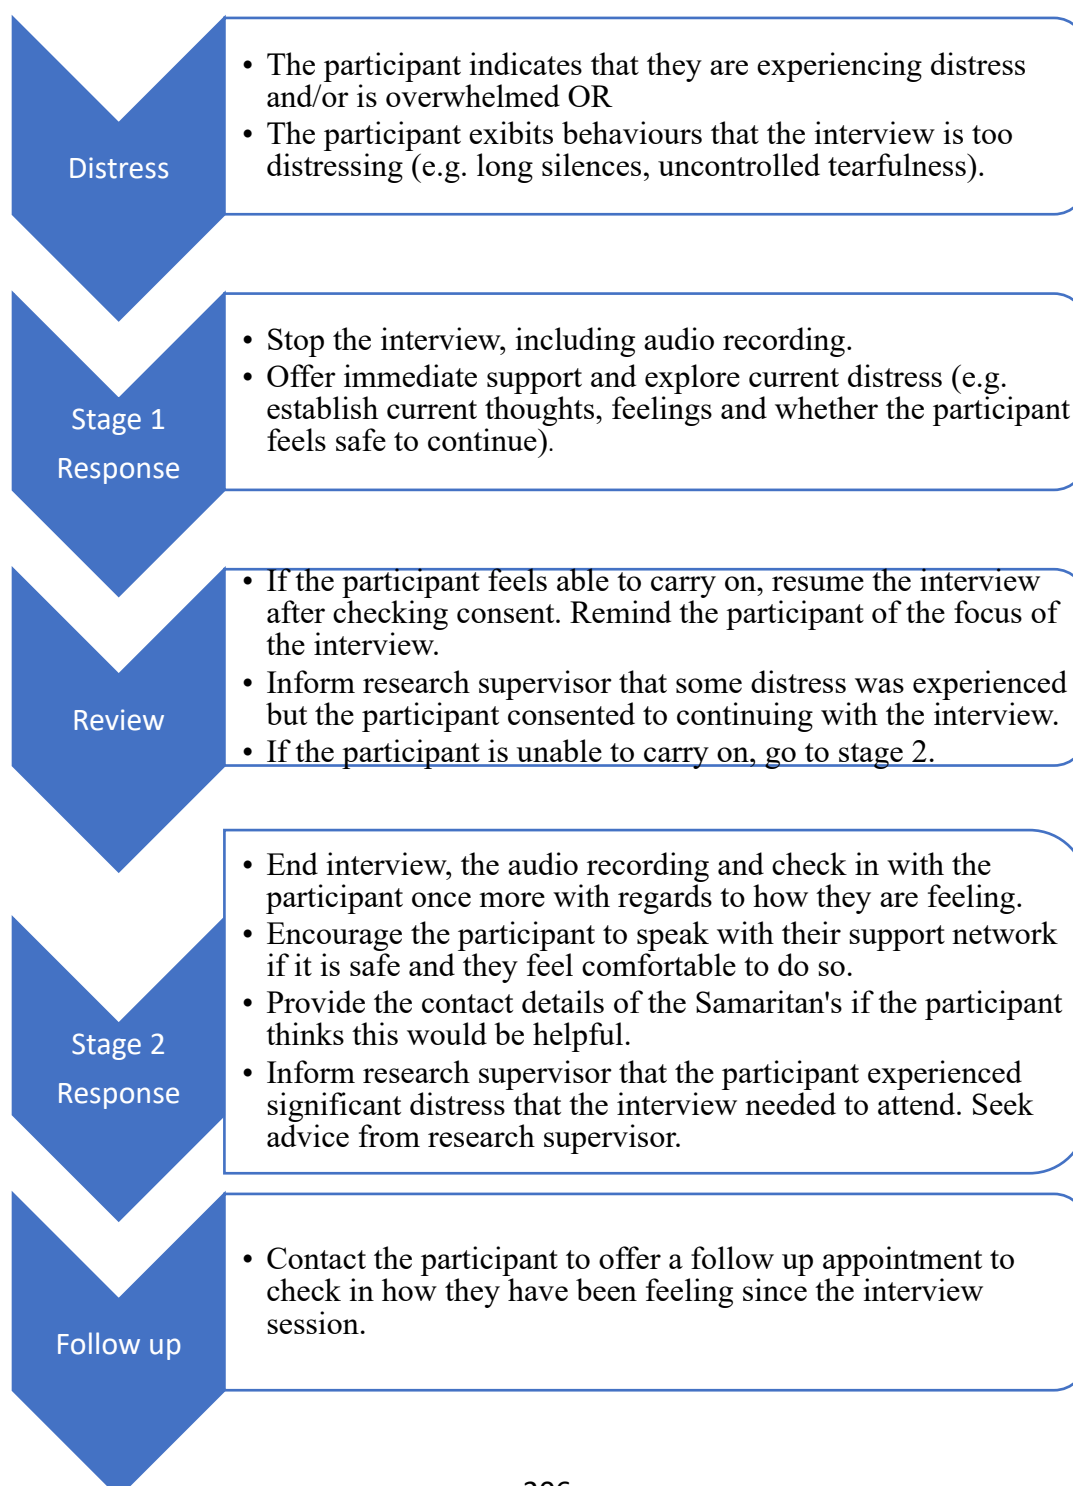 Distress
• The participant indicates that they are experiencing distress
and/or is overwhelmed OR
• The participant exibits behaviours that the interview is too
distressing (e.g. long silences, uncontrolled tearfulness).
Stage 1
Response
• Stop the interview, including audio recording.
• Offer immediate support and explore current distress (e.g.
establish current thoughts, feelings and whether the participant
feels safe to continue).
Review
• If the participant feels able to carry on, resume the interview
after checking consent. Remind the participant of the focus of
the interview.
• Inform research supervisor that some distress was experienced
but the participant consented to continuing with the interview.
• If the participant is unable to carry on, go to stage 2.
Stage 2
Response
• End interview, the audio recording and check in with the
participant once more with regards to how they are feeling.
• Encourage the participant to speak with their support network
if it is safe and they feel comfortable to do so.
• Provide the contact details of the Samaritan's if the participant
thinks this would be helpful.
• Inform research supervisor that the participant experienced
significant distress that the interview needed to attend. Seek
advice from research supervisor.
Follow up
• Contact the participant to offer a follow up appointment to
check in how they have been feeling since the interview
session.